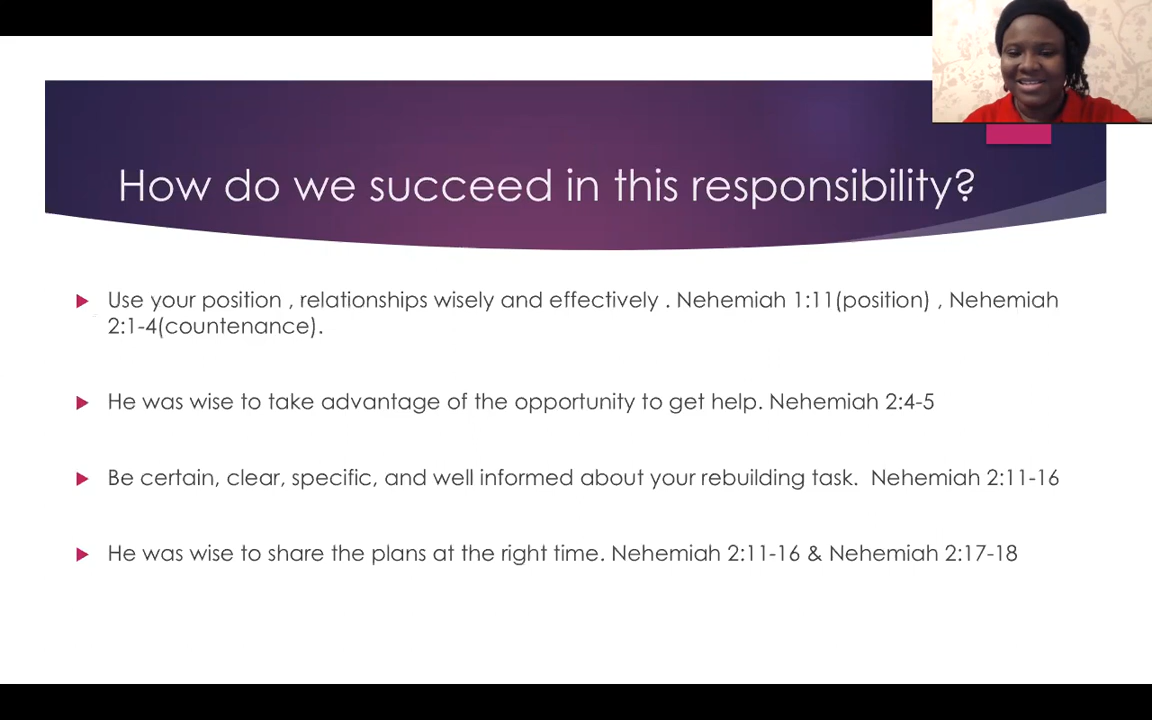 How do we succeed in this responsibility?
Use your position , relationships wisely and effectively . Nehemiah 1:11(position) , Nehemiah
2:1-4(countenance).
He was wise to take advantage of the opportunity to get help. Nehemiah 2:4-5
Be certain, clear, specific, and well informed about your rebuilding task.  Nehemiah 2:11-16
He was wise to share the plans at the right time. Nehemiah 2:11-16 & Nehemiah 2:17-18